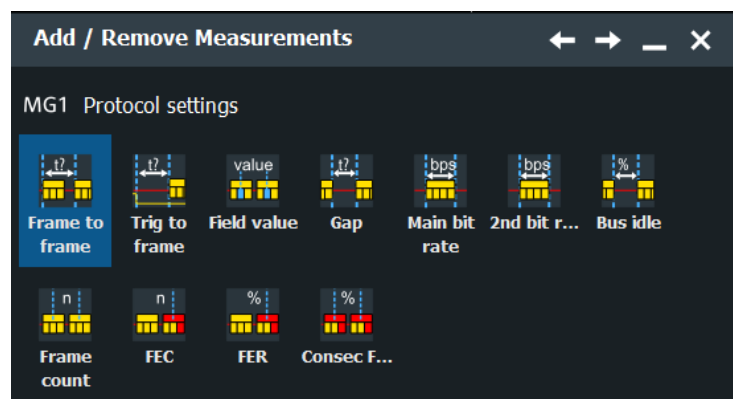 Add / Remove Measurements
MG1 Protocol settings
t? t? value t? bps bps %
Frame to Trig to Field value Gap Main bit 2nd bit r... Bus idle
frame frame rate
n n % %
Frame FEC FER Consec F...
count